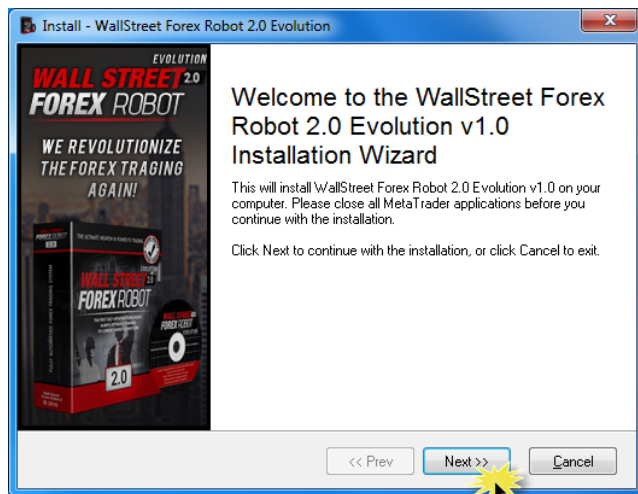 Install - WallStreet Forex Robot 2.0 Evolution
EVOLUTION
WALL STREET 2.0
FOREX ROBOT
WE REVOLUTIONIZE
THE FOREX TRAGING
AGAIN!
WALL STREET 2.0
FOREX ROBOT
2.0
Welcome to the WallStreet Forex
Robot 2.0 Evolution v1.0
Installation Wizard
This will install WallStreet Forex Robot 2.0 Evolution v1.0 on your
computer. Please close all MetaTrader applications before you
continue with the installation.
Click Next to continue with the installation, or click Cancel to exit.
<< Prev
Next >>
Cancel